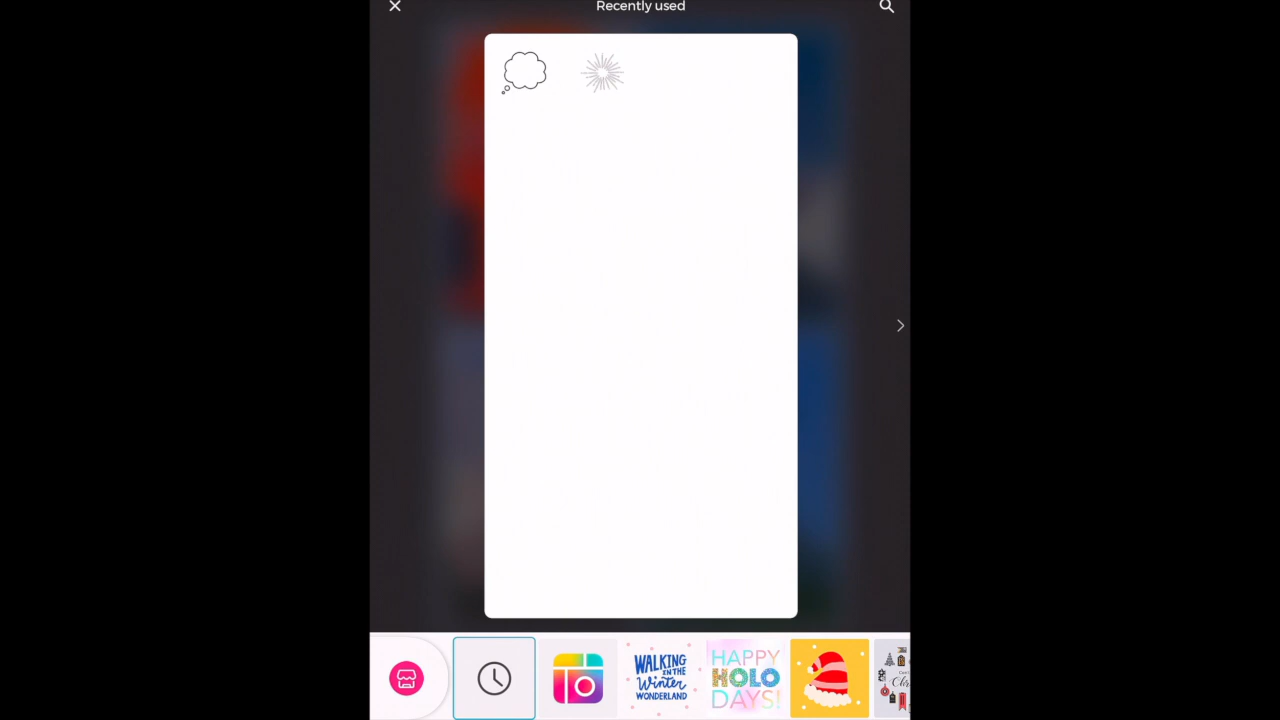 Recently used
WALKING
IN THE
Winter
WONDERLAND
HAPPY
HOLO
DAYS!